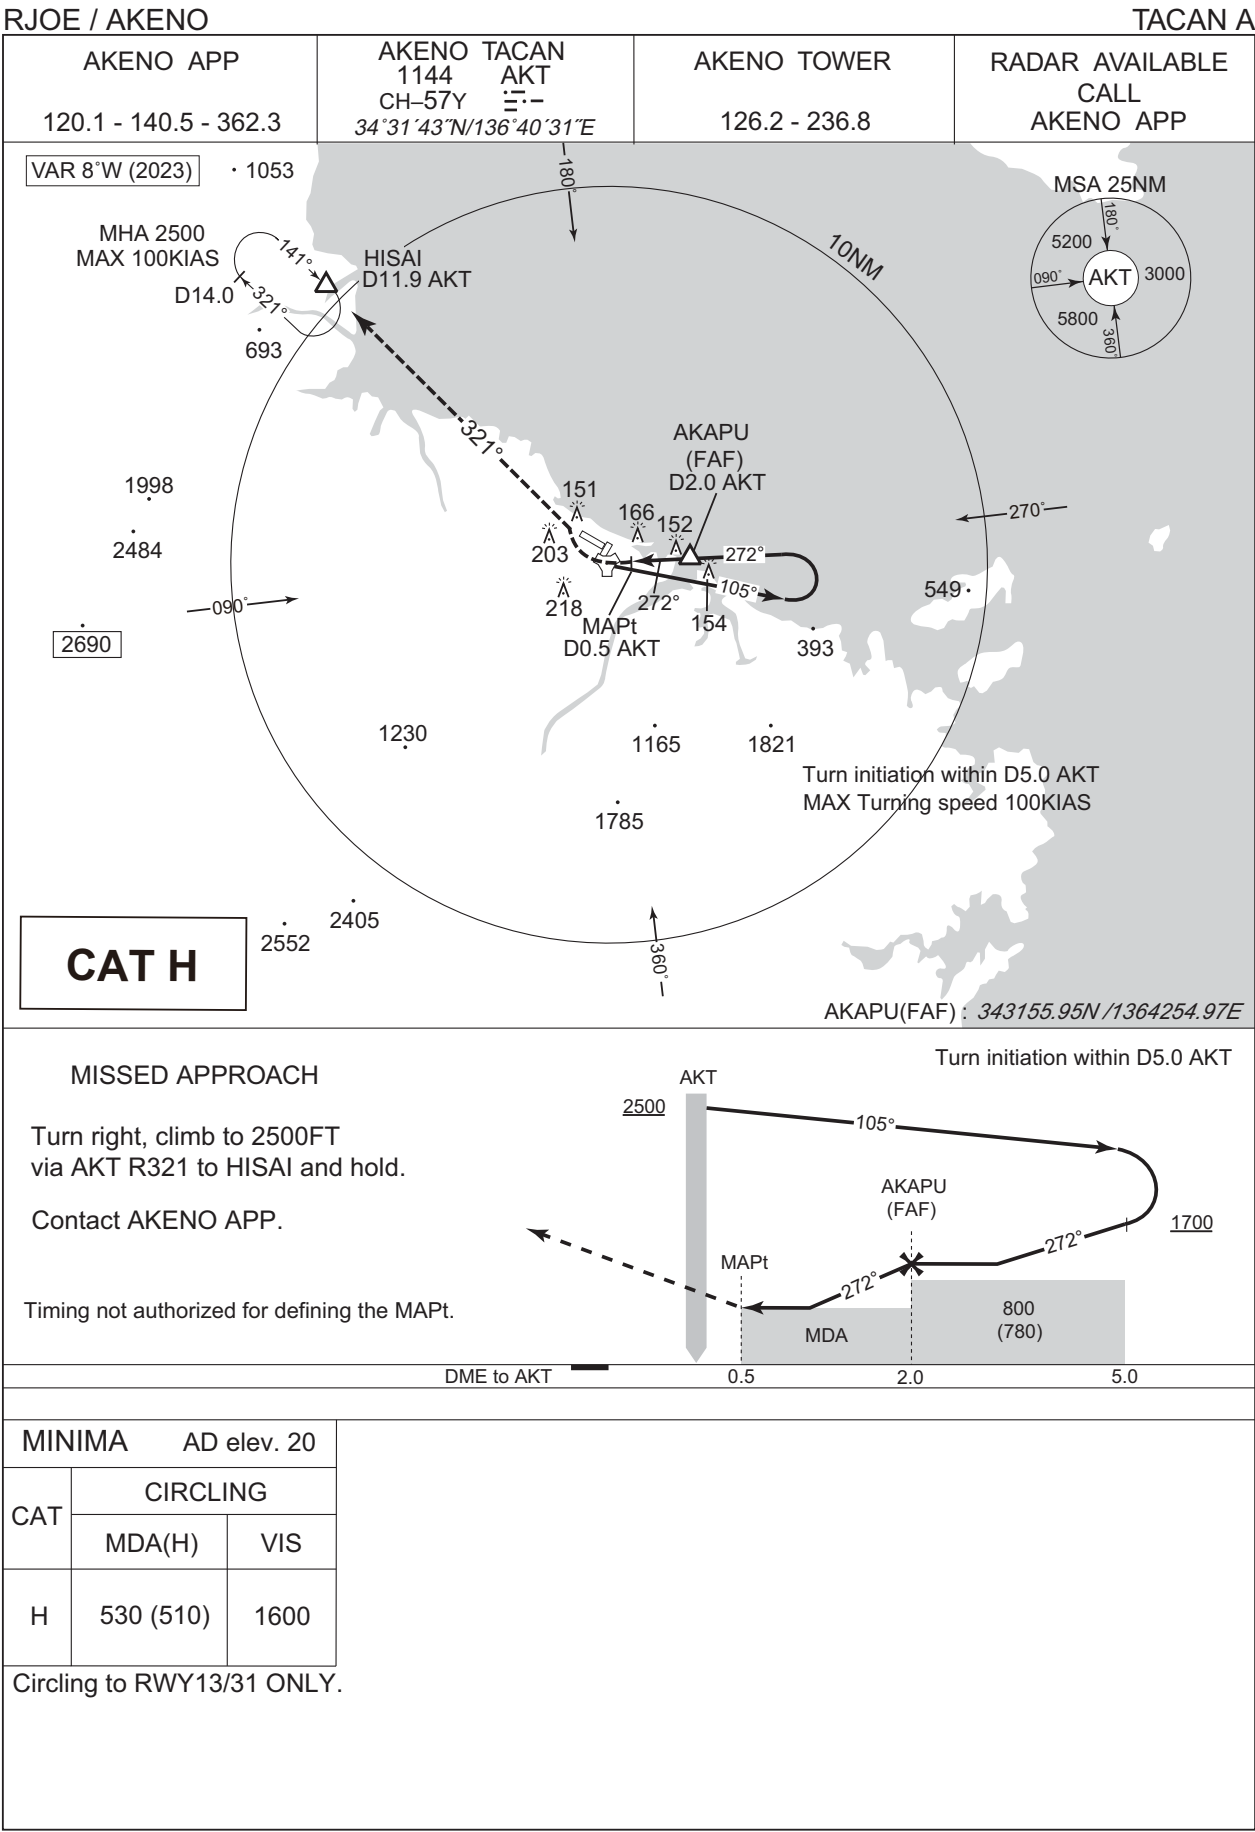 RJOE / AKENO
TACAN A
AKENO APP
120.1 - 140.5 - 362.3
AKENO TACAN
1144 AKT
CH–57Y
34˚31´43˝N/136˚40´31˝E
AKENO TOWER
126.2 - 236.8
RADAR AVAILABLE
CALL
AKENO APP
VAR 8˚W (2023)
1053
180˚
MSA 25NM
180˚
5200
090˚
AKT
3000
5800
360˚
MHA 2500
MAX 100KIAS
141°
HISAI
D11.9 AKT
D14.0
321°
693
10NM
321°
AKAPU
(FAF)
D2.0 AKT
1998
2484
151
166
152
203
272°
270˚
218
272°
105°
154
549
090˚
MAPt
D0.5 AKT
393
2690
1230
1165
1821
Turn initiation within D5.0 AKT
MAX Turning speed 100KIAS
1785
2405
2552
360˚
CAT H
AKAPU(FAF) : 343155.95N /1364254.97E
Turn initiation within D5.0 AKT
MISSED APPROACH
Turn right, climb to 2500FT
via AKT R321 to HISAI and hold.
Contact AKENO APP.
Timing not authorized for defining the MAPt.
AKT
2500
105°
AKAPU
(FAF)
1700
272°
MAPt
272°
MDA
800
(780)
DME to AKT
0.5
2.0
5.0
MINIMA AD elev. 20
CAT
CIRCLING
MDA(H)
VIS
H
530 (510)
1600
Circling to RWY13/31 ONLY.